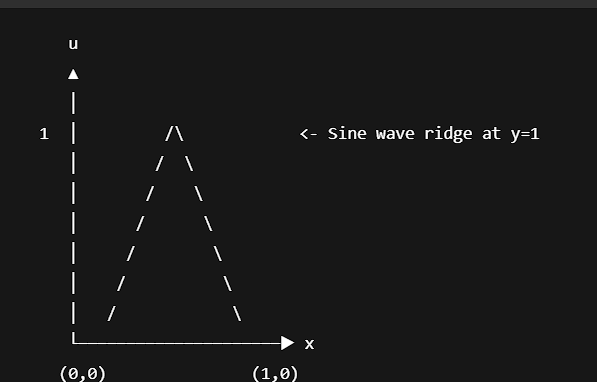 u
▲
│
1 │         /\            <- Sine wave ridge at y=1
│        /  \
│       /    \
│      /      \
│     /        \
│    /          \
│   /            \
└─────────────────────▶ x
(0,0)               (1,0)